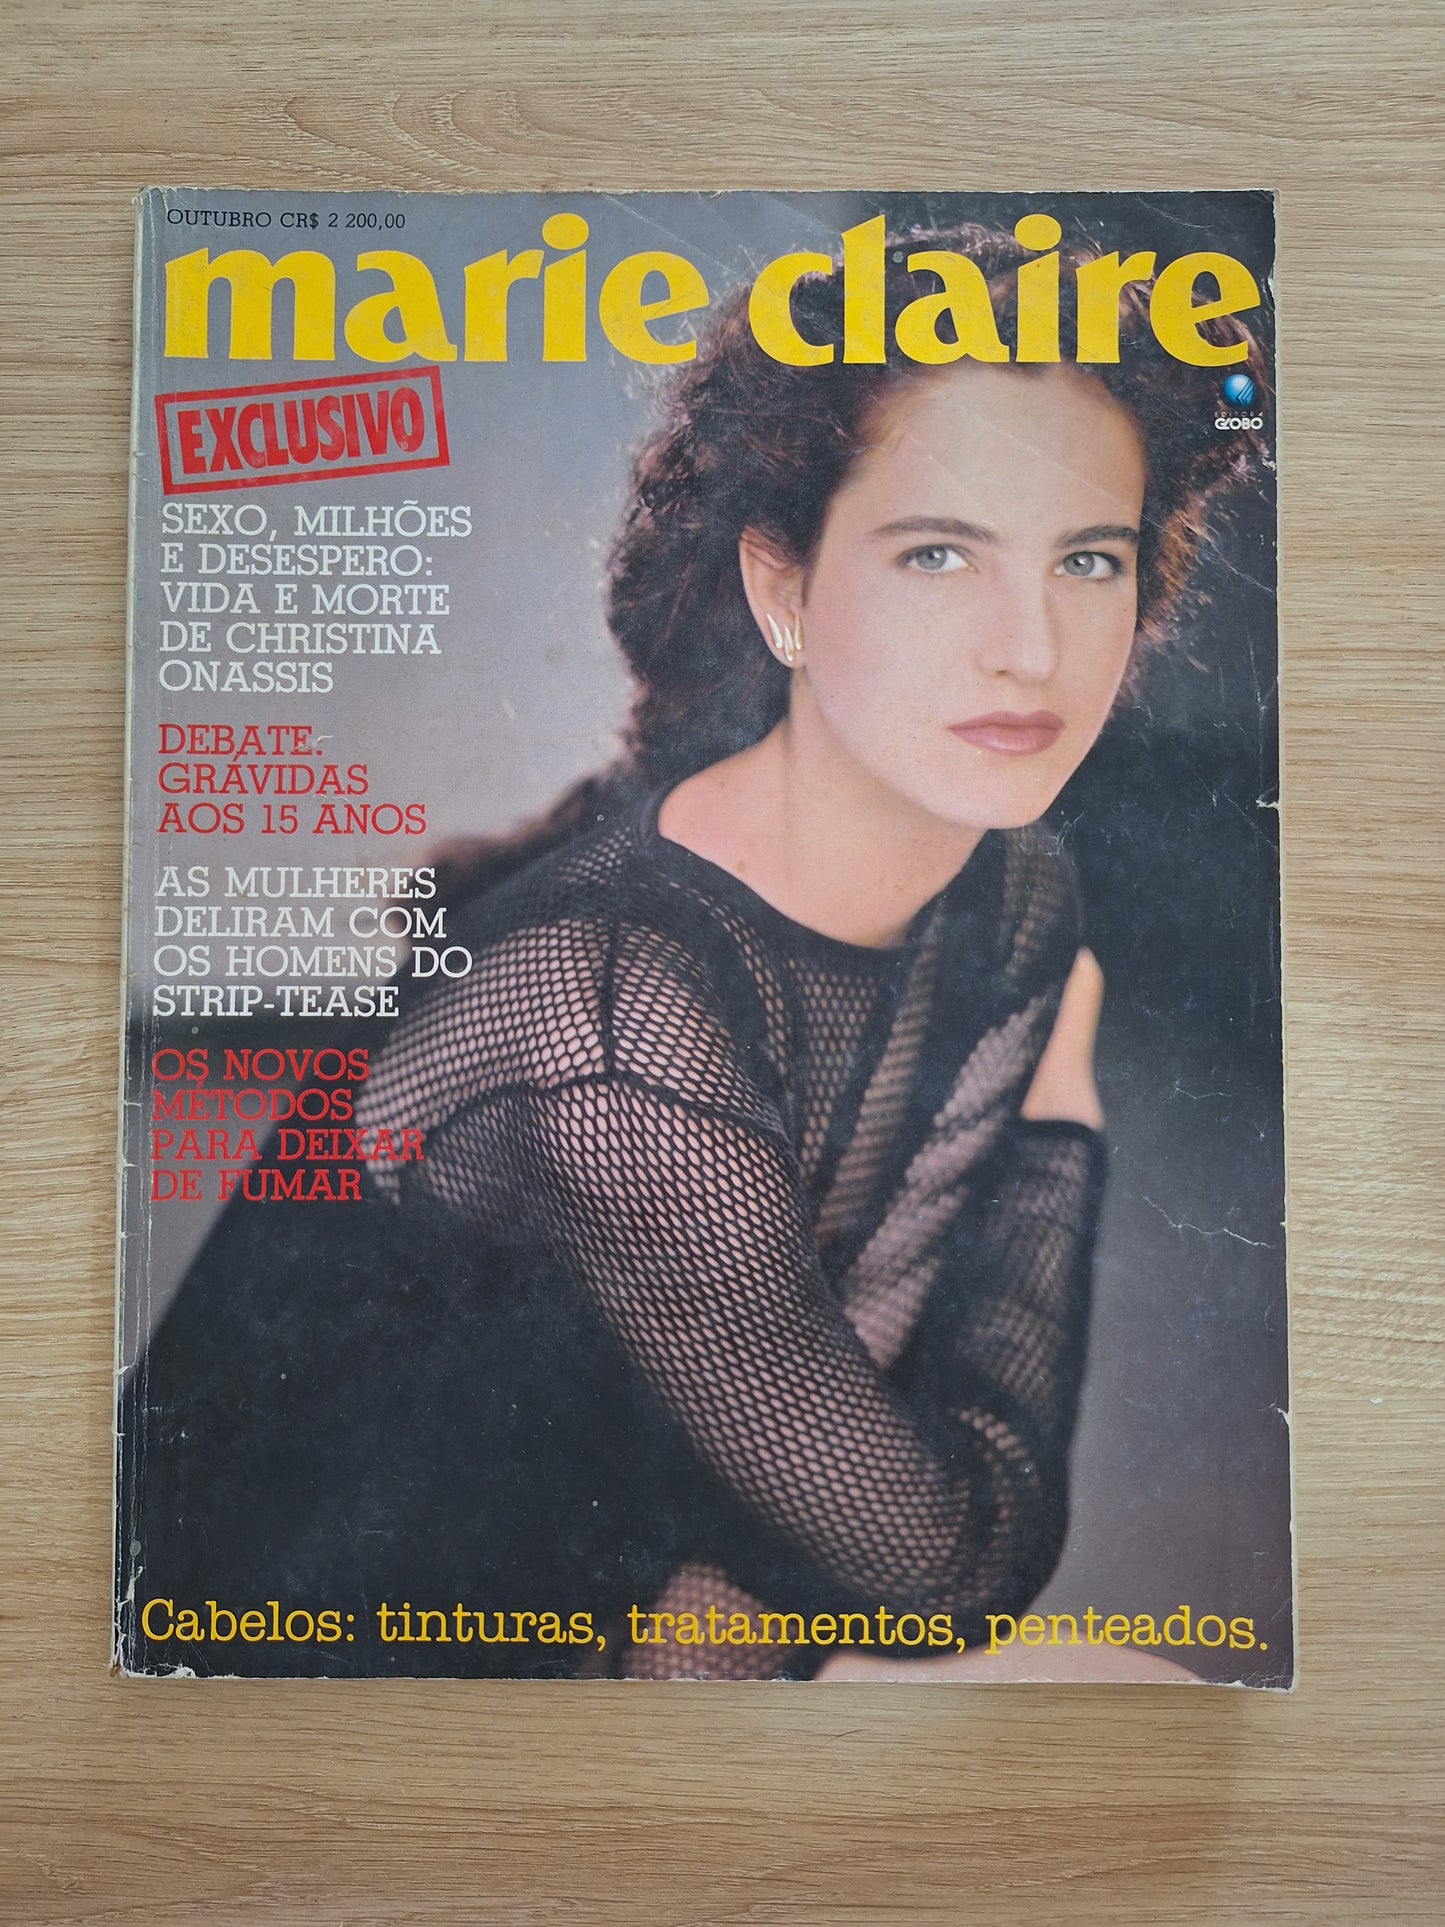 OUTUBRO CR$ 2 200,00
marie claire
EDITORA
GLOBO
EXCLUSIVO
SEXO, MILHÕES
E DESESPERO:
VIDA E MORTE
DE CHRISTINA
ONASSIS
DEBATE:
GRÁVIDAS
AOS 15 ANOS
AS MULHERES
DELIRAM COM
OS HOMENS DO
STRIP-TEASE
OS NOVOS
MÉTODOS
PARA DEIXAR
DE FUMAR
Cabelos: tinturas, tratamentos, penteados.